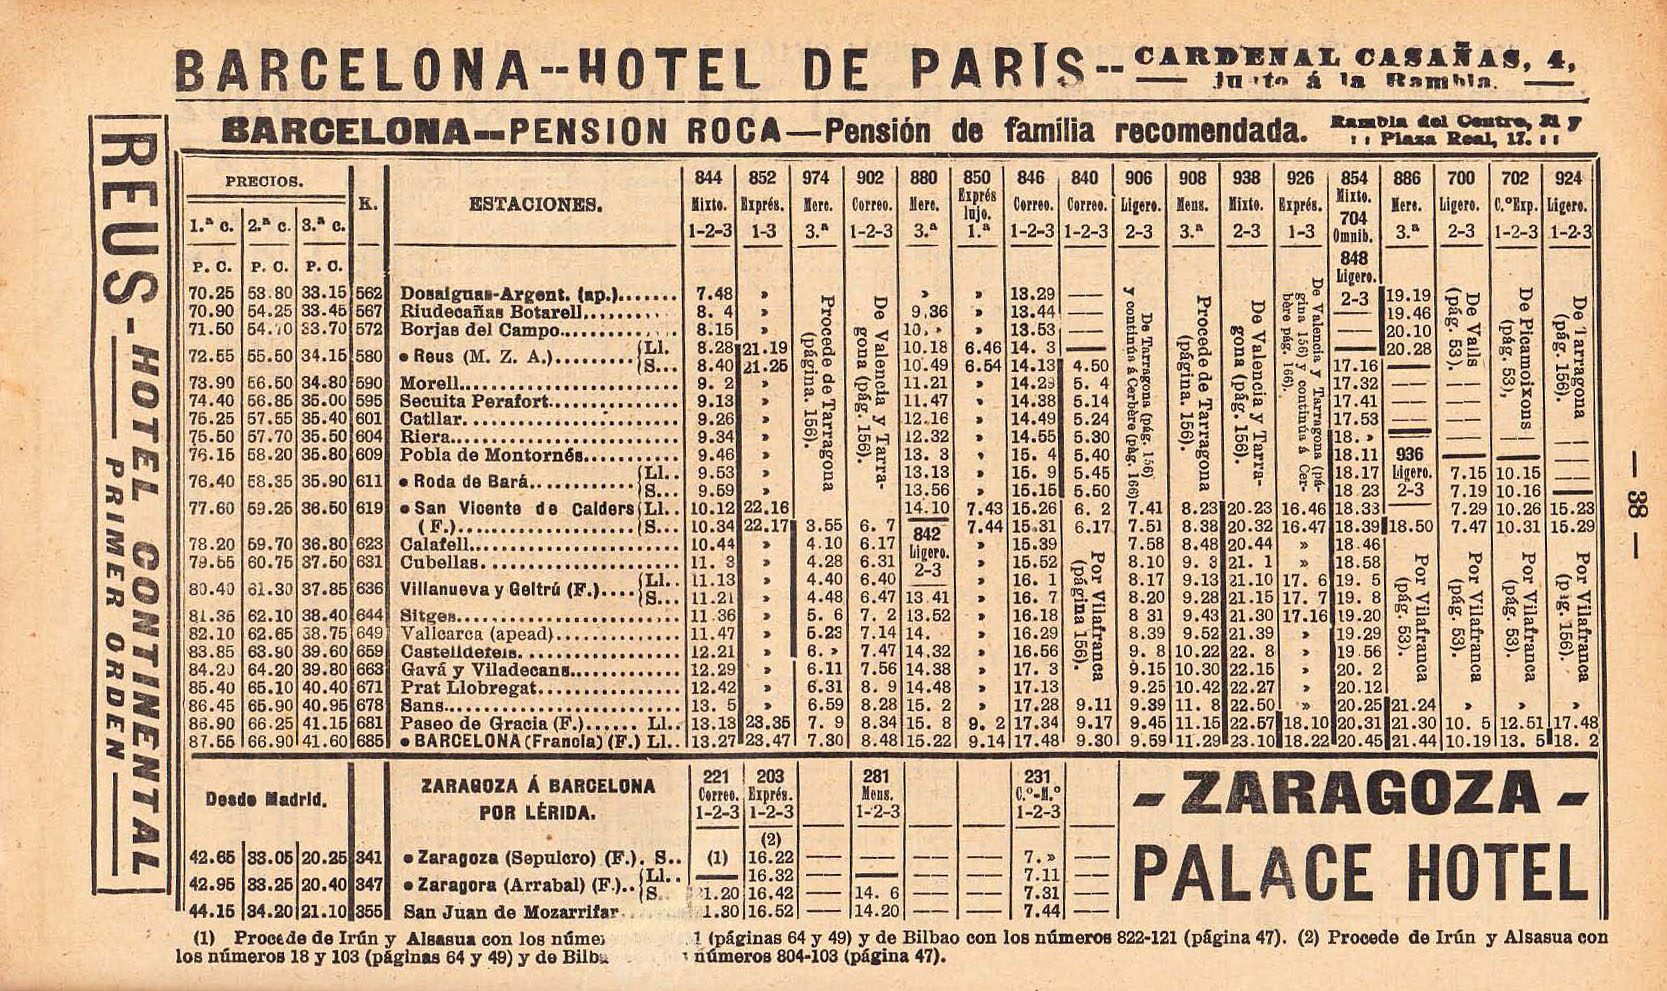 BARCELONA--HOTEL DE PARÍS-- CARDENAL CASAÑAS, 4,
Junto á la Rambla.
BARCELONA--PENSION ROCA—Pensión de familia recomendada. Rambla del Centro, 21 y
Plaza Real, 17.
REUS-HOTEL CONTINENTAL
PRIMER ORDEN
PRECIOS. K. ESTACIONES. 844 852 974 902 880 850 846 840 906 908 938 926 854 886 700 702 924
Mixto. Exprés. Merc. Correo. Merc. Exprés lujo. Correo. Correo. Ligero. Mens. Mixto. Exprés. Mixto. Merc. Ligero. C.ºExp. Ligero.
1.ª c. 2.ª c. 3.ª c. 1-2-3 1-3 3.ª 1-2-3 3.ª 1.ª 1-2-3 1-2-3 2-3 3.ª 2-3 1-3 704 Omnib. 3.ª 2-3 1-2-3 1-2-3
P. C. P. C. P. C. 848 Ligero.
70.25 53.80 33.15 562 Dosaiguas-Argent. (ap.)....... 7.48 » » » 13.29 — 2-3 19.19
70.90 54.25 33.45 567 Riudecañas Botarell.......... 8. 4 » 9.36 » 13.44 — — 19.46
71.50 54.70 33.70 572 Borjas del Campo............ 8.15 » 10. » » 13.53 — — 20.10
72.55 55.50 34.15 580 • Reus (M. Z. A.).........{Ll. 8.28 21.19 10.18 6.46 14. 3 — — 20.28
{S... 8.40 21.25 10.49 6.54 14.13 4.50 17.16 —
73.90 56.50 34.80 590 Morell....................... 9. 2 » 11.21 » 14.29 5. 4 17.32 —
74.40 56.85 35.00 595 Secuita Perafort.............. 9.13 » 11.47 » 14.38 5.14 17.41 —
75.25 57.55 35.40 601 Catllar....................... 9.26 » 12.16 » 14.49 5.24 17.53 —
75.50 57.70 35.50 604 Riera......................... 9.34 » 12.32 » 14.55 5.30 18. » —
76.15 58.20 35.80 609 Pobla de Montornés............ 9.46 » 13. 3 » 15. 4 5.40 18.11 936 — —
76.40 58.35 35.90 611 • Roda de Bará............{Ll.. 9.53 » 13.13 » 15. 9 5.45 18.17 Ligero. 7.15 10.15
{S... 9.59 » 13.56 » 15.15 5.50 18.23 2-3 7.19 10.16 —
77.60 59.25 36.50 619 • San Vicente de Calders{Ll.. 10.12 22.16 14.10 7.43 15.26 6. 2 7.41 8.23 20.23 16.46 18.33 — 7.29 10.26 15.23
(F.)....................{S... 10.34 22.17 3.55 6. 7 — 7.44 15.31 6.17 7.51 8.38 20.32 16.47 18.39 18.50 7.47 10.31 15.29
78.20 59.70 36.80 623 Calafell...................... 10.44 » 4.10 6.17 842 » 15.39 7.58 8.48 20.44 » 18.46
79.55 60.75 37.50 631 Cubellas...................... 11. 3 » 4.28 6.31 Ligero. » 15.52 8.10 9. 3 21. 1 » 18.58
80.40 61.30 37.85 636 Villanueva y Geltrú (F.)....{Ll.. 11.13 » 4.40 6.40 2-3 » 16. 1 8.17 9.13 21.10 17. 6 19. 5
{S... 11.21 » 4.48 6.47 13.41 » 16. 7 8.20 9.28 21.15 17. 7 19. 8
81.35 62.10 38.40 644 Sitges........................ 11.36 » 5. 6 7. 2 13.52 » 16.18 8 31 9.43 21.30 17.16 19.20
82.10 62.65 38.75 649 Vallcarca (apead)............. 11.47 » 5.23 7.14 14. » 16.29 8.39 9.52 21.39 » 19.29
83.85 63.90 39.60 659 Castelldefels................. 12.21 » 6. » 7.47 14.32 » 16.56 9. 8 10.22 22. 8 » 19.56
84.20 64.20 39.80 663 Gavá y Viladecans............. 12.29 » 6.11 7.56 14.38 » 17. 3 9.15 10.30 22.15 » 20. 2
85.40 65.10 40.40 671 Prat Llobregat................ 12.42 » 6.31 8. 9 14.48 » 17.13 9.25 10.42 22.27 » 20.12
86.45 65.90 40.95 678 Sans.......................... 13. 5 » 6.59 8.28 15. 2 » 17.28 9.11 9.39 11. 8 22.50 » 20.25 21.24 » » »
86.90 66.25 41.15 681 Paseo de Gracia (F.)...... Ll.. 13.13 23.35 7. 9 8.34 15. 8 9. 2 17.34 9.17 9.45 11.15 22.57 18.10 20.31 21.30 10. 5 12.51 17.48
87.55 66.90 41.60 685 • BARCELONA (Francia) (F.) Ll.. 13.27 23.47 7.30 8.48 15.22 9.14 17.48 9.30 9.59 11.29 23.10 18.22 20.45 21.44 10.19 13. 5 18. 2
Procede de Tarragona (página. 156).
De Valencia y Tarragona (pág. 156).
Por Vilafranca (página 156).
De Tarragona (pág. 156) y continúa á Cerbère (pág. 166)
Procede de Tarragona (página. 156).
De Valencia y Tarragona (pág. 156).
De Valencia y Tarragona (página 156) y continúa á Cerbère pág. 166).
Por Vilafranca (pág. 53).
De Valls (pág. 53).
Por Vilafranca (pág. 53).
De Picamoixons (pág. 53),
Por Vilafranca (pág. 53).
De Tarragona (pág. 156).
Por Vilafranca (pág. 156).
— 88 —
Desde Madrid. ZARAGOZA Á BARCELONA POR LÉRIDA. 221 203 281 231
Correo. Exprés. Mens. C.º-M.º
1-2-3 1-2-3 1-2-3 1-2-3
(2)
42.65 33.05 20.25 341 • Zaragoza (Sepulcro) (F.). S.. (1) 16.22 — — — — 7. » —
42.95 33.25 20.40 347 • Zaragora (Arrabal) (F.)..{Ll.. — 16.32 — — — — 7.11 —
{S. 1.20 16.42 — 14. 6 — — 7.31 —
44.15 34.20 21.10 355 San Juan de Mozarrifar 1.30 16.52 — 14.20 — — 7.44 —
- ZARAGOZA -
PALACE HOTEL
(1) Procede de Irún y Alsasua con los núme 1 (páginas 64 y 49) y de Bilbao con los números 822-121 (página 47). (2) Procede de Irún y Alsasua con
los números 18 y 103 (páginas 64 y 49) y de Bilb números 804-103 (página 47).